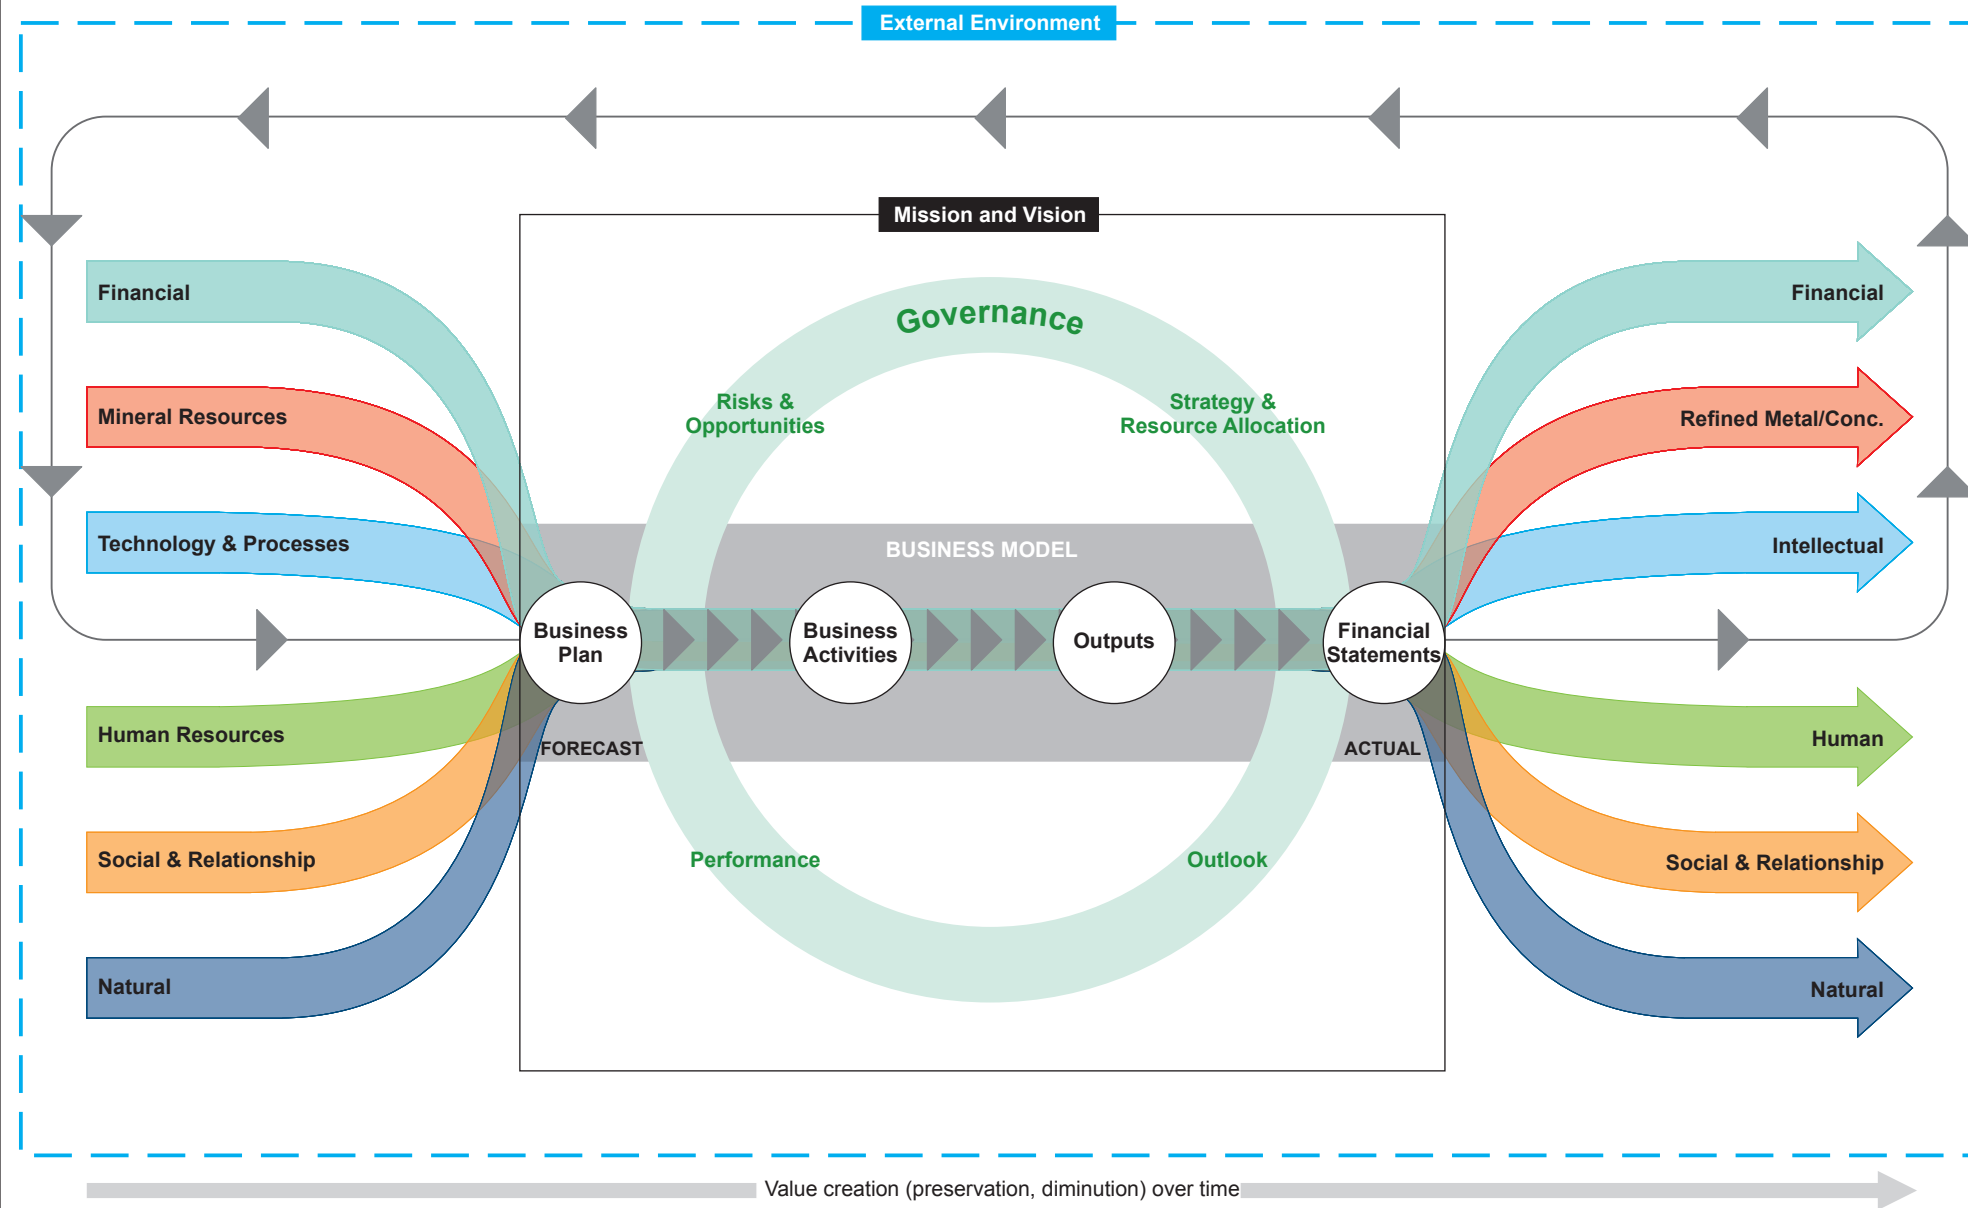 External Environment
Mission and Vision
Financial
Mineral Resources
Technology & Processes
Human Resources
Social & Relationship
Natural
Governance
Risks &
Opportunities
Strategy &
Resource Allocation
BUSINESS MODEL
Business
Plan
Business
Activities
Outputs
Financial
Statements
FORECAST
ACTUAL
Performance
Outlook
Financial
Refined Metal/Conc.
Intellectual
Human
Social & Relationship
Natural
Value creation (preservation, diminution) over time